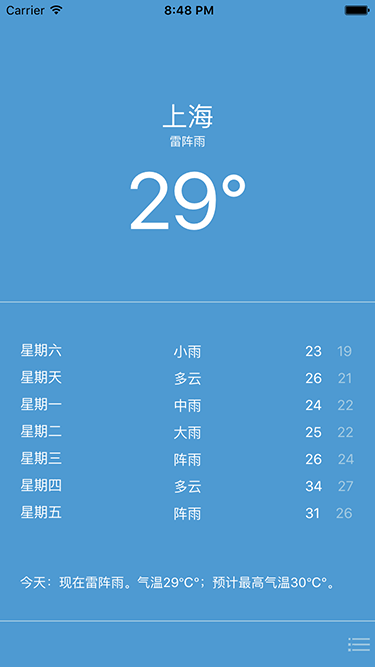 Carrier 8:48 PM
上海
雷阵雨
29°
星期六 小雨 23 19
星期天 多云 26 21
星期一 中雨 24 22
星期二 大雨 25 22
星期三 阵雨 26 24
星期四 多云 34 27
星期五 阵雨 31 26
今天：现在雷阵雨。气温29°C°；预计最高气温30°C°。